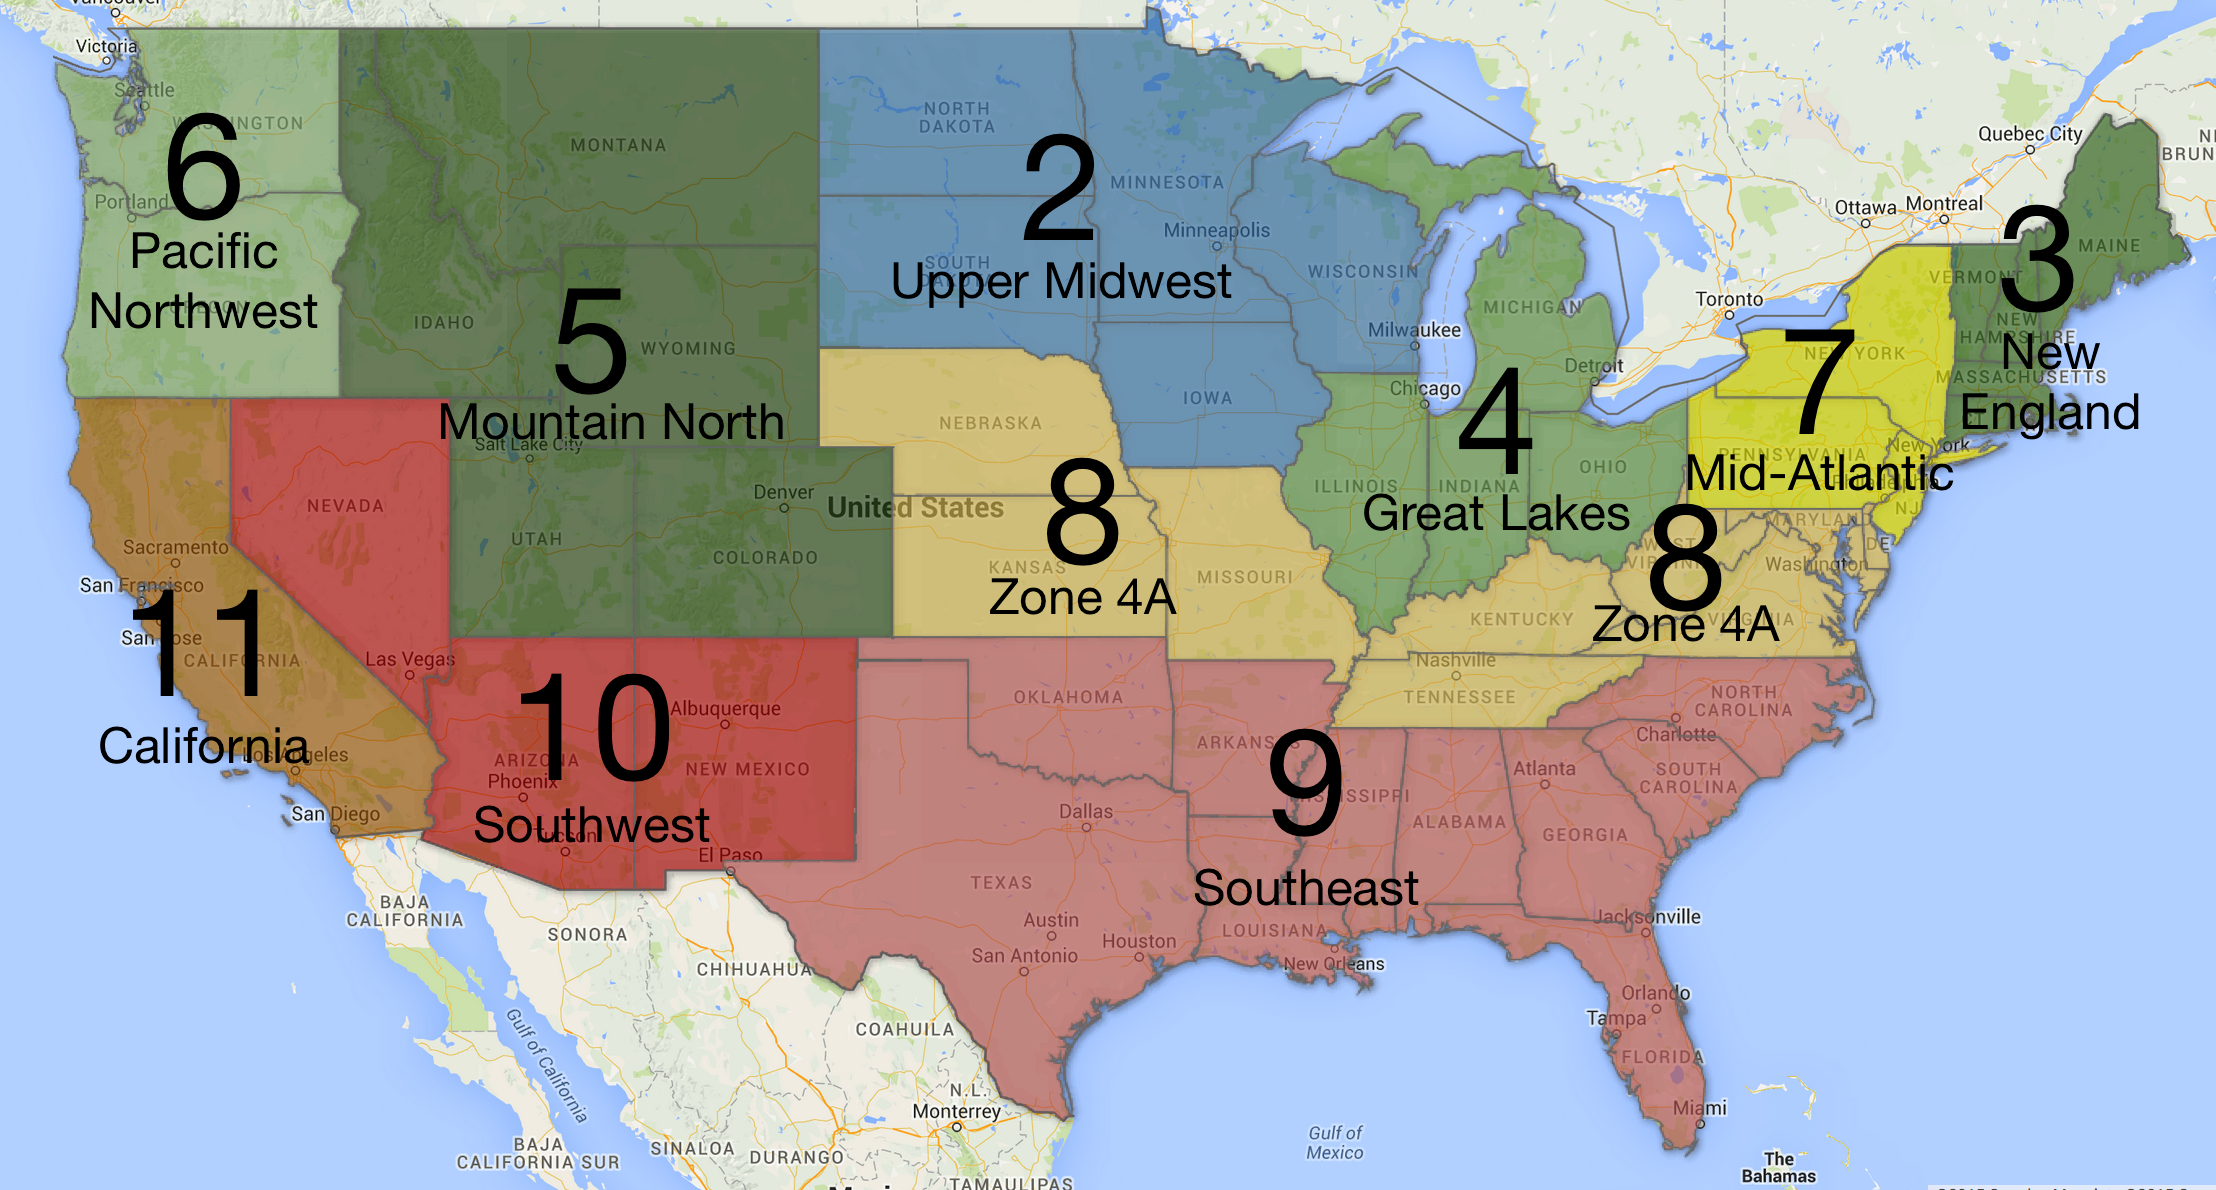 Vancouver
Victoria
Seattle
WASHINGTON
6
Portland
Pacific
Northwest
OREGON
MONTANA
IDAHO
WYOMING
5
Mountain North
Salt Lake City
UTAH
Denver
COLORADO
United States
NORTH
DAKOTA
SOUTH
DAKOTA
2
Upper Midwest
MINNESOTA
Minneapolis
WISCONSIN
Milwaukee
IOWA
NEBRASKA
KANSAS
8
Zone 4A
MISSOURI
MICHIGAN
Detroit
Chicago
4
Great Lakes
ILLINOIS
INDIANA
OHIO
Toronto
Ottawa
Montreal
Quebec City
BRUN
3
New
England
MAINE
VERMONT
NEW
HAMPSHIRE
MASSACHUSETTS
7
NEW YORK
New York
PENNSYLVANIA
Mid-Atlantic
Philadelphia
NJ
MARYLAND
DE
Washington
WEST
VIRGINIA
8
Zone 4A
VIRGINIA
KENTUCKY
Nashville
TENNESSEE
NEVADA
Las Vegas
Sacramento
San Francisco
San Jose
11
CALIFORNIA
California
Los Angeles
San Diego
10
Albuquerque
ARIZONA
Phoenix
NEW MEXICO
Southwest
Tucson
El Paso
OKLAHOMA
ARKANSAS
9
Southeast
MISSISSIPPI
ALABAMA
Atlanta
GEORGIA
NORTH
CAROLINA
Charlotte
SOUTH
CAROLINA
Dallas
TEXAS
Austin
San Antonio
Houston
LOUISIANA
New Orleans
Jacksonville
Orlando
Tampa
FLORIDA
Miami
BAJA
CALIFORNIA
SONORA
CHIHUAHUA
COAHUILA
Gulf of California
N.L.
Monterrey
BAJA
CALIFORNIA SUR
SINALOA
DURANGO
TAMAULIPAS
Gulf of
Mexico
The
Bahamas